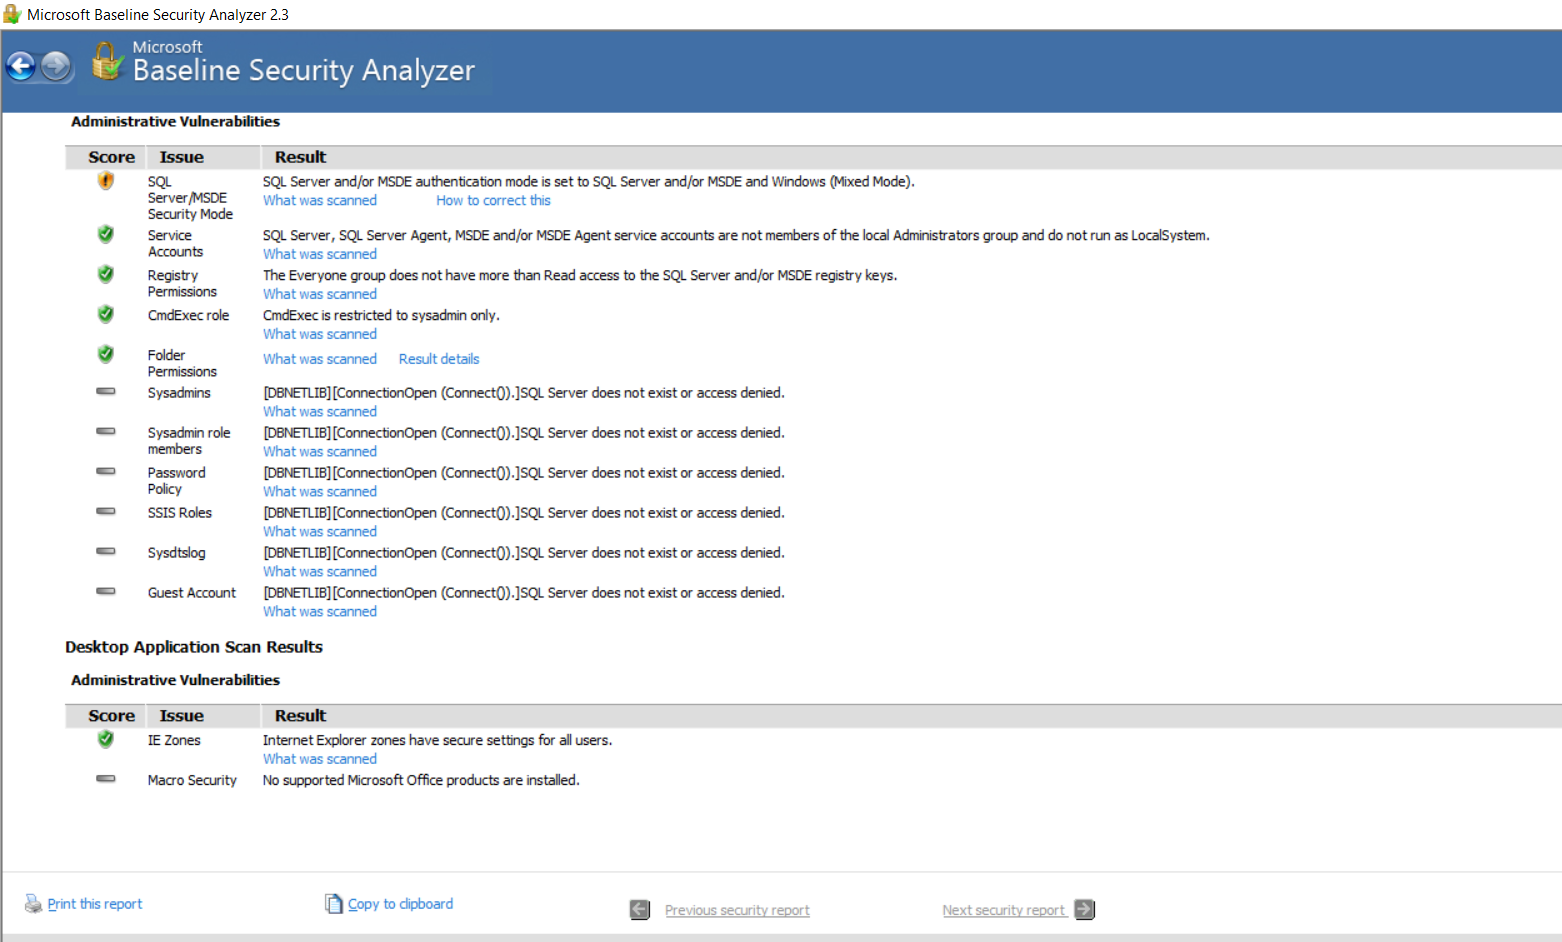 Microsoft Baseline Security Analyzer 2.3
Microsoft
Baseline Security Analyzer
Administrative Vulnerabilities
Score Issue Result
SQL Server/MSDE Security Mode
SQL Server and/or MSDE authentication mode is set to SQL Server and/or MSDE and Windows (Mixed Mode).
What was scanned How to correct this
Service Accounts
SQL Server, SQL Server Agent, MSDE and/or MSDE Agent service accounts are not members of the local Administrators group and do not run as LocalSystem.
What was scanned
Registry Permissions
The Everyone group does not have more than Read access to the SQL Server and/or MSDE registry keys.
What was scanned
CmdExec role
CmdExec is restricted to sysadmin only.
What was scanned
Folder Permissions
What was scanned Result details
Sysadmins
[DBNETLIB][ConnectionOpen (Connect()).]SQL Server does not exist or access denied.
What was scanned
Sysadmin role members
[DBNETLIB][ConnectionOpen (Connect()).]SQL Server does not exist or access denied.
What was scanned
Password Policy
[DBNETLIB][ConnectionOpen (Connect()).]SQL Server does not exist or access denied.
What was scanned
SSIS Roles
[DBNETLIB][ConnectionOpen (Connect()).]SQL Server does not exist or access denied.
What was scanned
Sysdtslog
[DBNETLIB][ConnectionOpen (Connect()).]SQL Server does not exist or access denied.
What was scanned
Guest Account
[DBNETLIB][ConnectionOpen (Connect()).]SQL Server does not exist or access denied.
What was scanned
Desktop Application Scan Results
Administrative Vulnerabilities
Score Issue Result
IE Zones
Internet Explorer zones have secure settings for all users.
What was scanned
Macro Security
No supported Microsoft Office products are installed.
Print this report
Copy to clipboard
Previous security report
Next security report